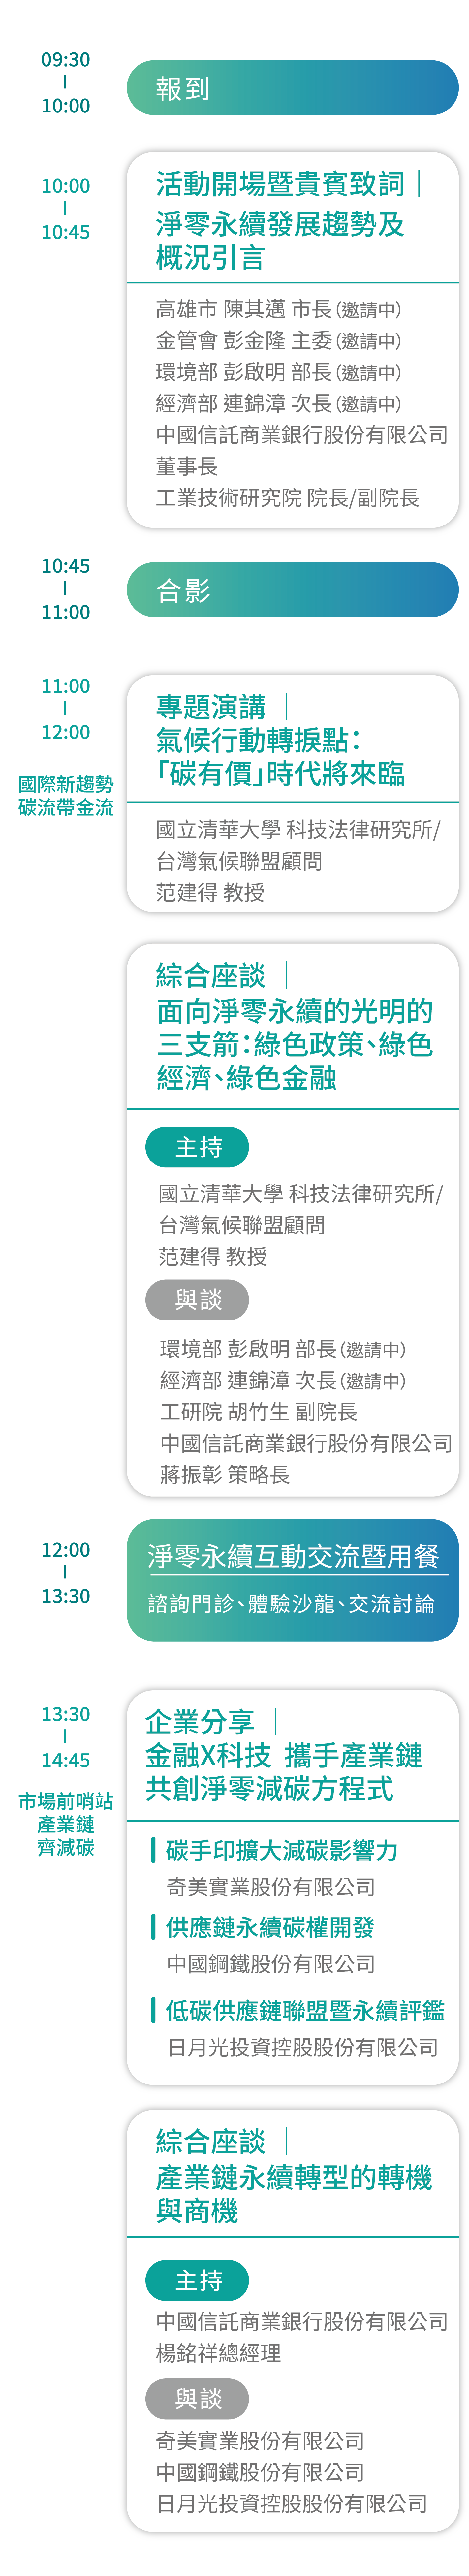 09:30
|
10:00
報到
10:00
|
10:45
活動開場暨貴賓致詞｜
淨零永續發展趨勢及
概況引言
高雄市 陳其邁 市長（邀請中）
金管會 彭金隆 主委（邀請中）
環境部 彭啟明 部長（邀請中）
經濟部 連錦漳 次長（邀請中）
中國信託商業銀行股份有限公司
董事長
工業技術研究院 院長/副院長
10:45
|
11:00
合影
11:00
|
12:00
國際新趨勢
碳流帶金流
專題演講｜
氣候行動轉捩點：
「碳有價」時代將來臨
國立清華大學 科技法律研究所/
台灣氣候聯盟顧問
范建得 教授
綜合座談｜
面向淨零永續的光明的
三支箭：綠色政策、綠色
經濟、綠色金融
主持
國立清華大學 科技法律研究所/
台灣氣候聯盟顧問
范建得 教授
與談
環境部 彭啟明 部長（邀請中）
經濟部 連錦漳 次長（邀請中）
工研院 胡竹生 副院長
中國信託商業銀行股份有限公司
蔣振彰 策略長
12:00
|
13:30
淨零永續互動交流暨用餐
諮詢門診、體驗沙龍、交流討論
13:30
|
14:45
市場前哨站
產業鏈
齊減碳
企業分享｜
金融X科技 攜手產業鏈
共創淨零減碳方程式
碳手印擴大減碳影響力
奇美實業股份有限公司
供應鏈永續碳權開發
中國鋼鐵股份有限公司
低碳供應鏈聯盟暨永續評鑑
日月光投資控股股份有限公司
綜合座談｜
產業鏈永續轉型的轉機
與商機
主持
中國信託商業銀行股份有限公司
楊銘祥總經理
與談
奇美實業股份有限公司
中國鋼鐵股份有限公司
日月光投資控股股份有限公司